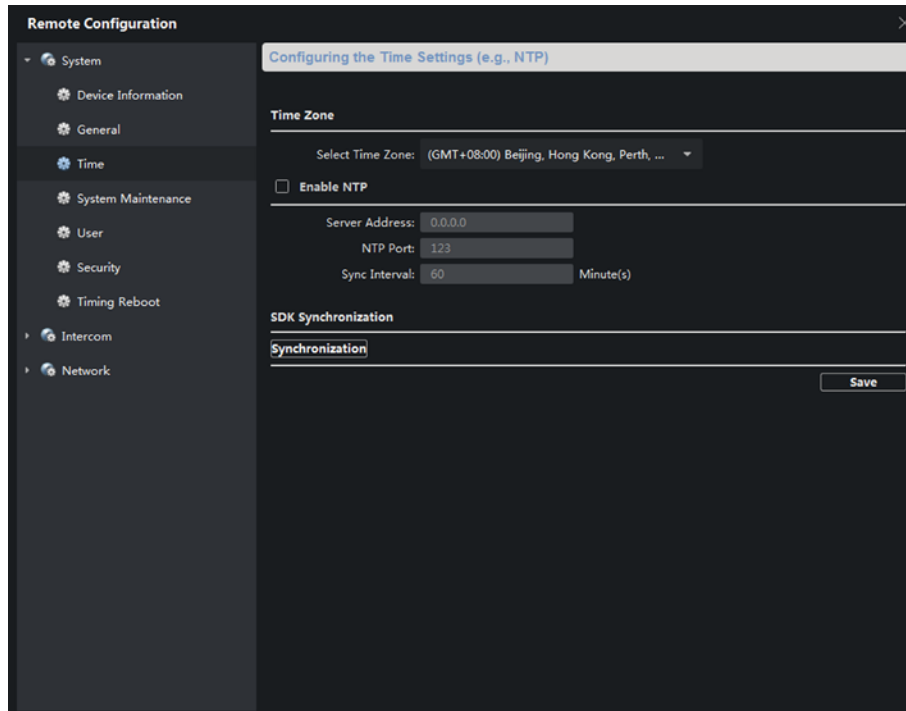 Remote Configuration
System
Device Information
General
Time
System Maintenance
User
Security
Timing Reboot
Intercom
Network
Configuring the Time Settings (e.g., NTP)
Time Zone
Select Time Zone: (GMT+08:00) Beijing, Hong Kong, Perth, ...
Enable NTP
Server Address: 0.0.0.0
NTP Port: 123
Sync Interval: 60 Minute(s)
SDK Synchronization
Synchronization
Save